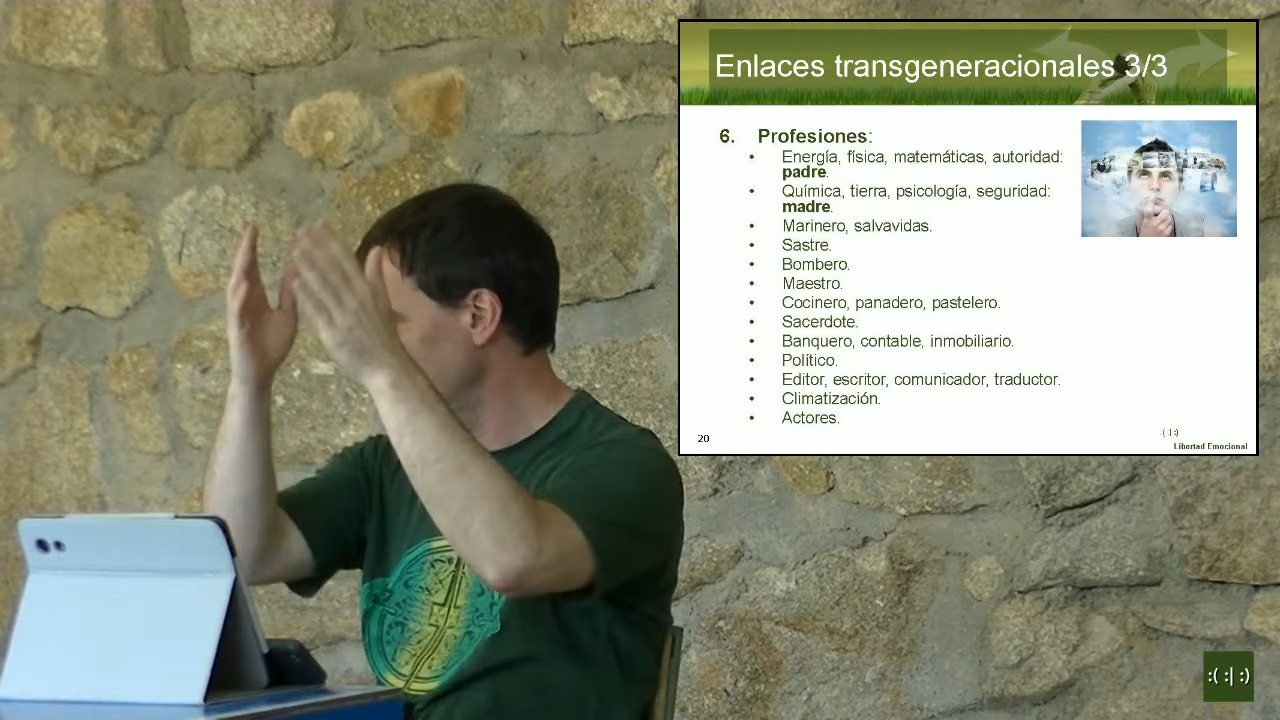 Enlaces transgeneracionales 3/3
6. Profesiones:
• Energía, física, matemáticas, autoridad:
padre.
• Química, tierra, psicología, seguridad:
madre.
• Marinero, salvavidas.
• Sastre.
• Bombero.
• Maestro.
• Cocinero, panadero, pastelero.
• Sacerdote.
• Banquero, contable, inmobiliario.
• Político.
• Editor, escritor, comunicador, traductor.
• Climatización.
• Actores.
20
:( :| :)
Libertad Emocional
:( :| :)